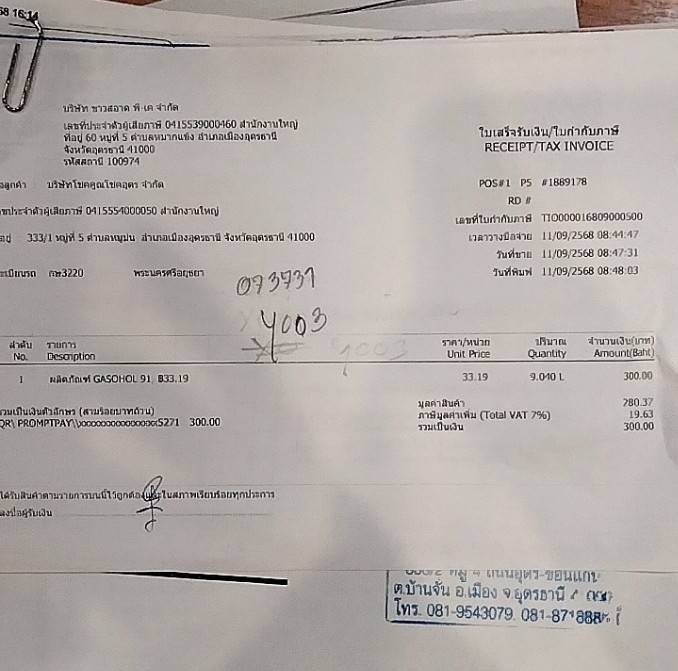 58 16:14
บริษัท ชาวสอาด พี.เค จำกัด
เลขที่ประจำตัวผู้เสียภาษี 0415539000460 สำนักงานใหญ่
ที่อยู่ 60 หมู่ที่ 5 ตำบลหมากแข้ง อำเภอเมืองอุดรธานี
จังหวัดอุดรธานี 41000
รหัสสถานี 100974
ใบเสร็จรับเงิน/ใบกำกับภาษี
RECEIPT/TAX INVOICE
POS#1 PS #1889178
RD #
เลขที่ใบกำกับภาษี TIO0000016809000500
เวลาวางมือจ่าย 11/09/2568 08:44:47
วันที่ขาย 11/09/2568 08:47:31
วันที่พิมพ์ 11/09/2568 08:48:03
ลูกค้า บริษัทโชคคูณโชคอุดร จำกัด
เลขประจำตัวผู้เสียภาษี 0415554000050 สำนักงานใหญ่
333/1 หมู่ที่ 5 ตำบลหมูม่น อำเภอเมืองอุดรธานี จังหวัดอุดรธานี 41000
ทะเบียนรถ กพ3220 พระนครศรีอยุธยา
073731
4003
4003
ลำดับ รายการ ราคา/หน่วย ปริมาณ จำนวนเงิน(บาท)
No. Description Unit Price Quantity Amount(Baht)
1 ผลิตภัณฑ์ GASOHOL 91 ฿33.19 33.19 9.040 L 300.00
มูลค่าสินค้า 280.37
รวมเป็นเงินตัวอักษร (สามร้อยบาทถ้วน) ภาษีมูลค่าเพิ่ม (Total VAT 7%) 19.63
QR\ PROMPTPAY\\xxxxxxxxxxxxxxxx5271 300.00 รวมเป็นเงิน 300.00
ได้รับสินค้าตามรายการบนนี้ไว้ถูกต้องและในสภาพเรียบร้อยทุกประการ
ลงชื่อผู้รับเงิน
หมู่ 4 ถนนอุดร-ขอนแก่น
ต.บ้านจั่น อ.เมือง จ.อุดรธานี
โทร. 081-9543079